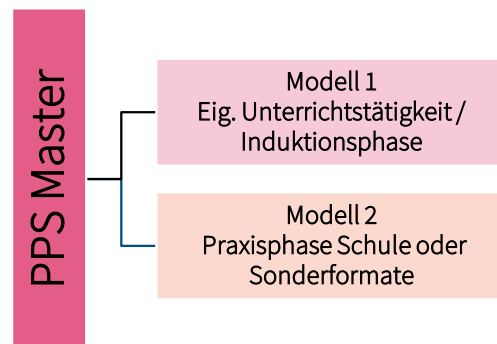 PPS Master
Modell 1
Eig. Unterrichtstätigkeit /
Induktionsphase
Modell 2
Praxisphase Schule oder
Sonderformate